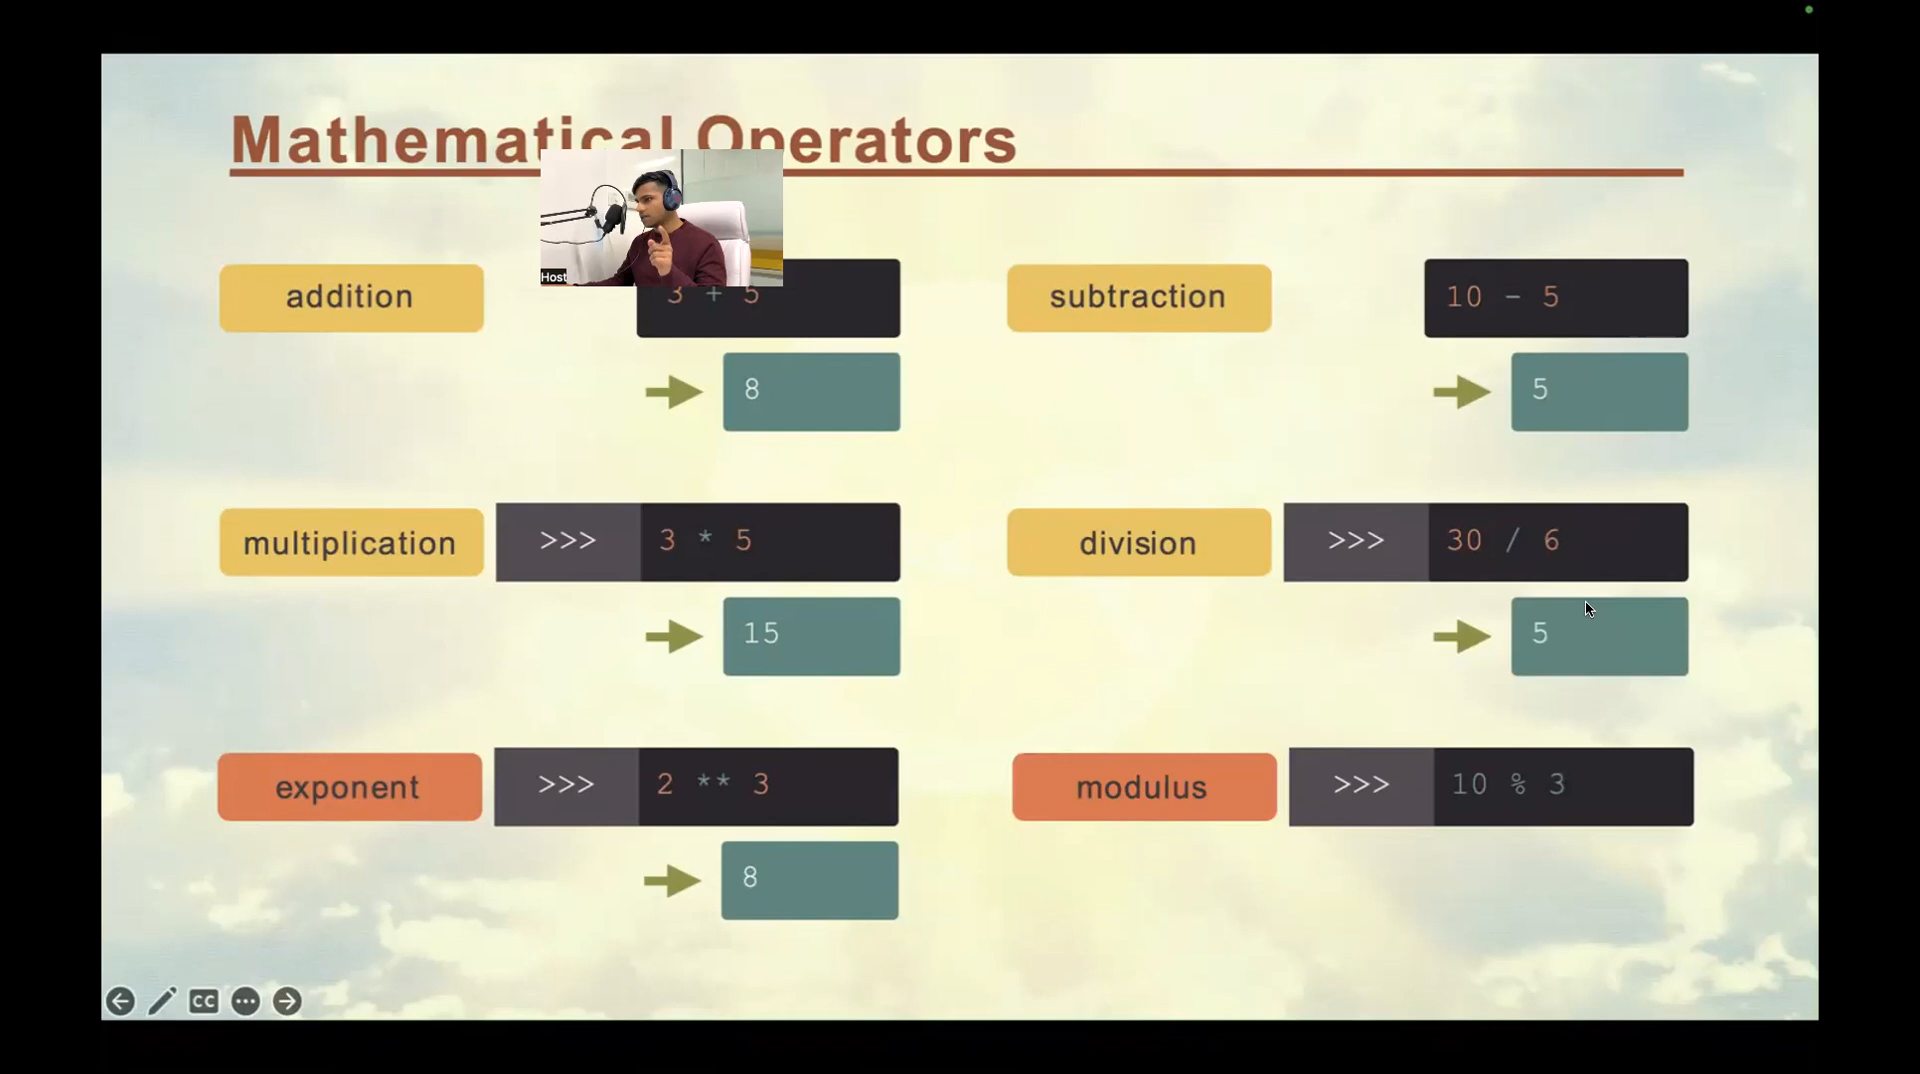 Mathematical Operators
Host
addition
3 + 5
8
subtraction
10 - 5
5
multiplication
>>> 3 * 5
15
division
>>> 30 / 6
5
exponent
>>> 2 ** 3
8
modulus
>>> 10 % 3
CC